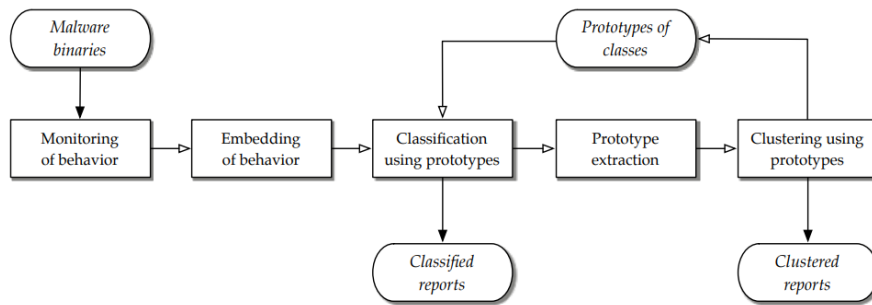 Malware
binaries
Prototypes of
classes
Monitoring
of behavior
Embedding
of behavior
Classification
using prototypes
Prototype
extraction
Clustering using
prototypes
Classified
reports
Clustered
reports